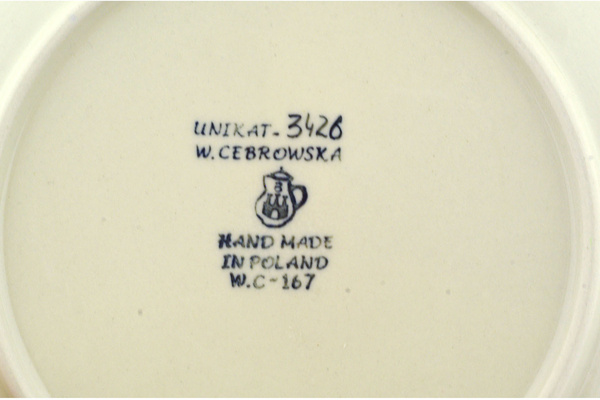 UNIKAT-3426
W. CEBROWSKA
B
HAND MADE
IN POLAND
W.C-167